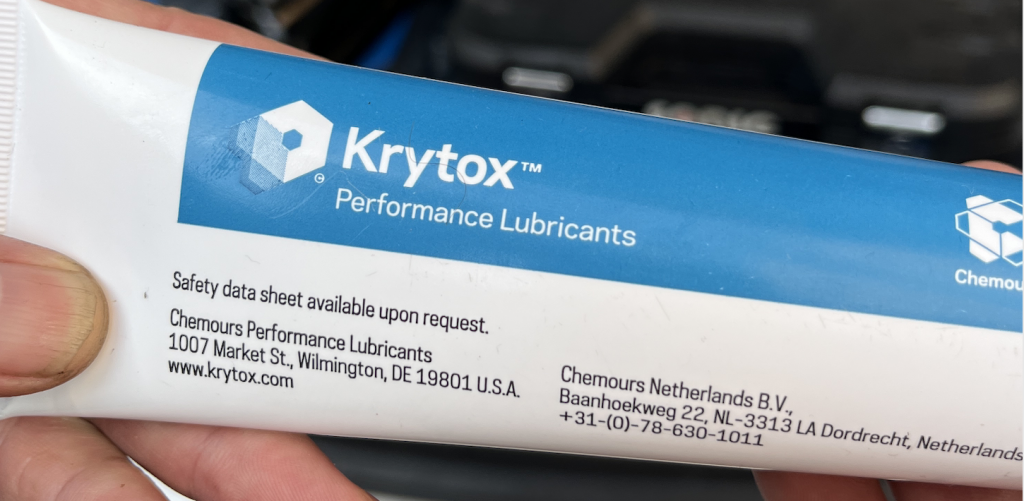 Krytox™
Performance Lubricants
Chemou
Safety data sheet available upon request.
Chemours Performance Lubricants
1007 Market St., Wilmington, DE 19801 U.S.A.
www.krytox.com
Chemours Netherlands B.V.,
Baanhoekweg 22, NL-3313 LA Dordrecht, Netherlands
+31-(0)-78-630-1011